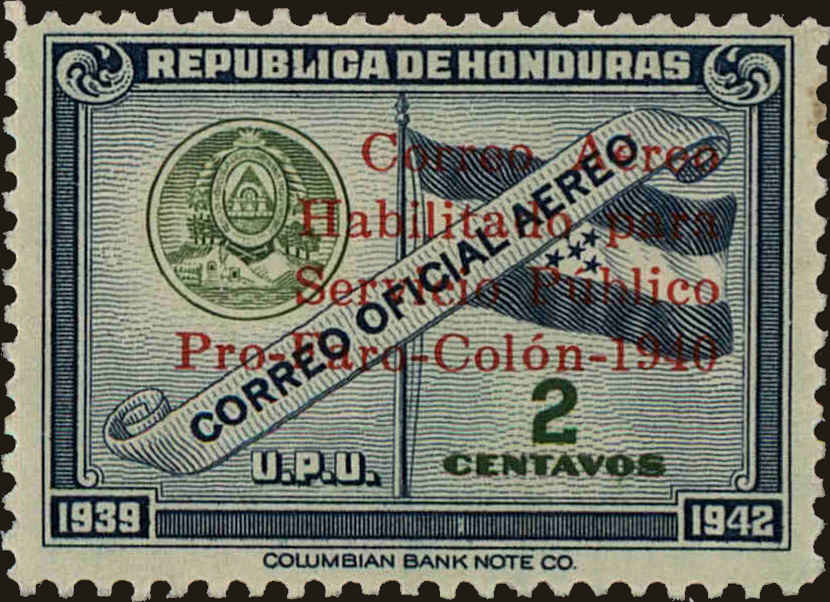 REPUBLICA DE HONDURAS
Correo Aereo
Habilitado para
Servicio Público
Pro-Faro-Colón-1940
CORREO OFICIAL AEREO
2
CENTAVOS
U.P.U.
1939
1942
COLUMBIAN BANK NOTE CO.